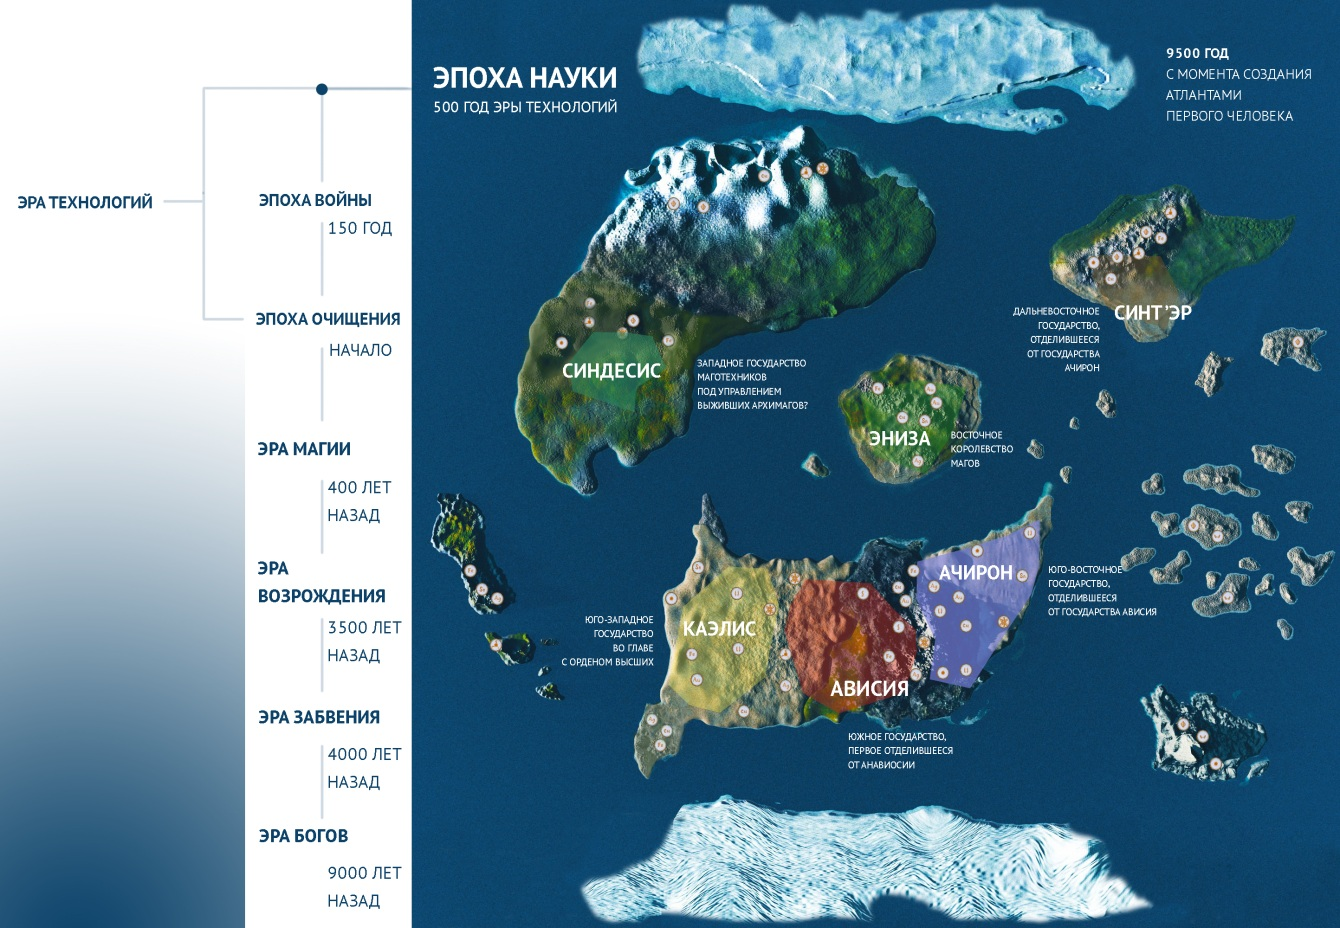 ЭРА ТЕХНОЛОГИЙ
ЭПОХА ВОЙНЫ
150 ГОД
ЭПОХА ОЧИЩЕНИЯ
НАЧАЛО
ЭРА МАГИИ
400 ЛЕТ
НАЗАД
ЭРА
ВОЗРОЖДЕНИЯ
3500 ЛЕТ
НАЗАД
ЭРА ЗАБВЕНИЯ
4000 ЛЕТ
НАЗАД
ЭРА БОГОВ
9000 ЛЕТ
НАЗАД
ЭПОХА НАУКИ
500 ГОД ЭРЫ ТЕХНОЛОГИЙ
9500 ГОД
С МОМЕНТА СОЗДАНИЯ
АТЛАНТАМИ
ПЕРВОГО ЧЕЛОВЕКА
СИНДЕСИС
ЗАПАДНОЕ ГОСУДАРСТВО
МАГОТЕХНИКОВ
ПОД УПРАВЛЕНИЕМ
ВЫЖИВШИХ АРХИМАГОВ?
СИНТ'ЭР
ДАЛЬНЕВОСТОЧНОЕ
ГОСУДАРСТВО,
ОТДЕЛИВШЕЕСЯ
ОТ ГОСУДАРСТВА
АЧИРОН
ЭНИЗА
ВОСТОЧНОЕ
КОРОЛЕВСТВО
МАГОВ
КАЭЛИС
ЮГО-ЗАПАДНОЕ
ГОСУДАРСТВО
ВО ГЛАВЕ
С ОРДЕНОМ ВЫСШИХ
АВИСИЯ
ЮЖНОЕ ГОСУДАРСТВО,
ПЕРВОЕ ОТДЕЛИВШЕЕСЯ
ОТ АНАВИОСИИ
АЧИРОН
ЮГО-ВОСТОЧНОЕ
ГОСУДАРСТВО,
ОТДЕЛИВШЕЕСЯ
ОТ ГОСУДАРСТВА АВИСИЯ